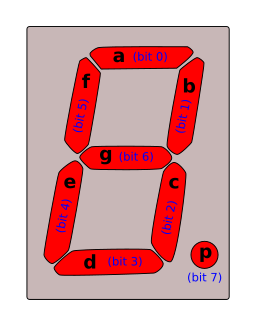 a (bit 0)
f (bit 5)
b (bit 1)
g (bit 6)
e (bit 4)
c (bit 2)
d (bit 3)
p
(bit 7)